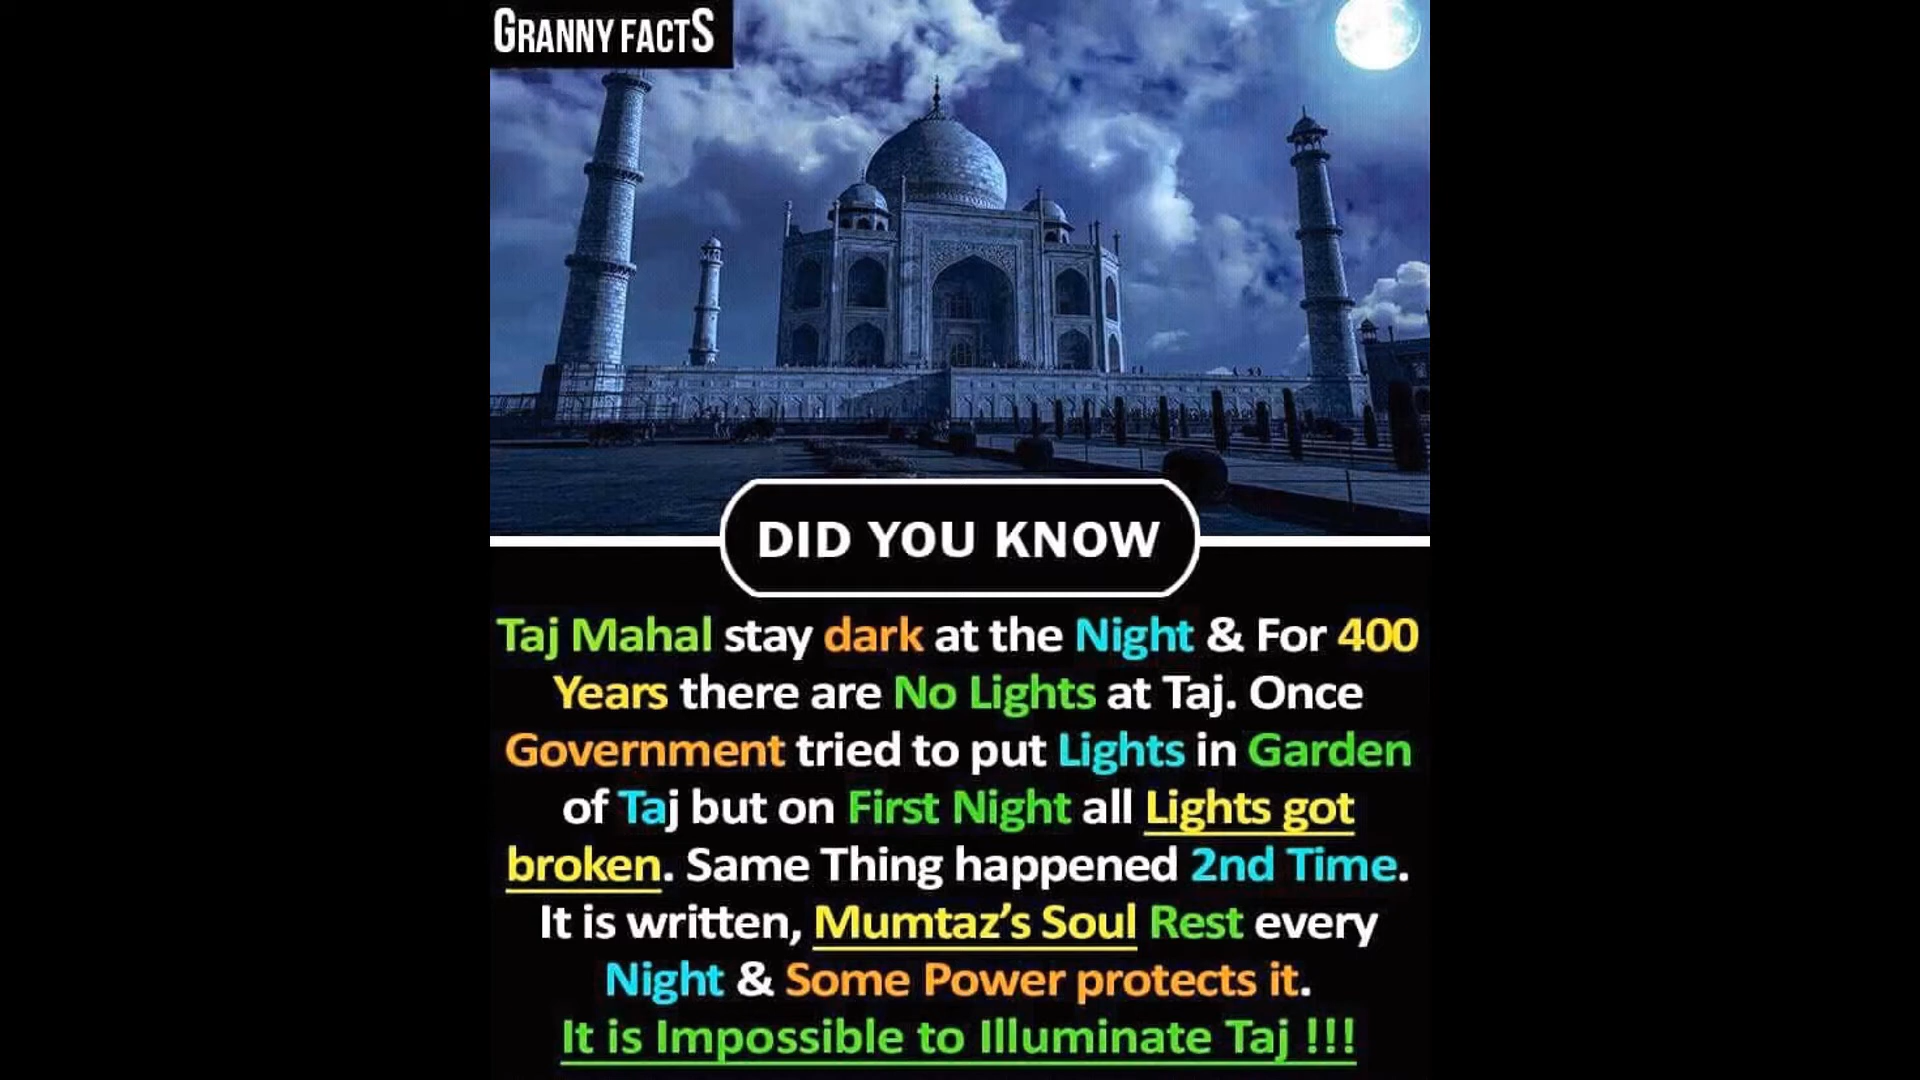 GRANNY FACTS
DID YOU KNOW
Taj Mahal stay dark at the Night & For 400
Years there are No Lights at Taj. Once
Government tried to put Lights in Garden
of Taj but on First Night all Lights got
broken. Same Thing happened 2nd Time.
It is written, Mumtaz’s Soul Rest every
Night & Some Power protects it.
It is Impossible to Illuminate Taj !!!